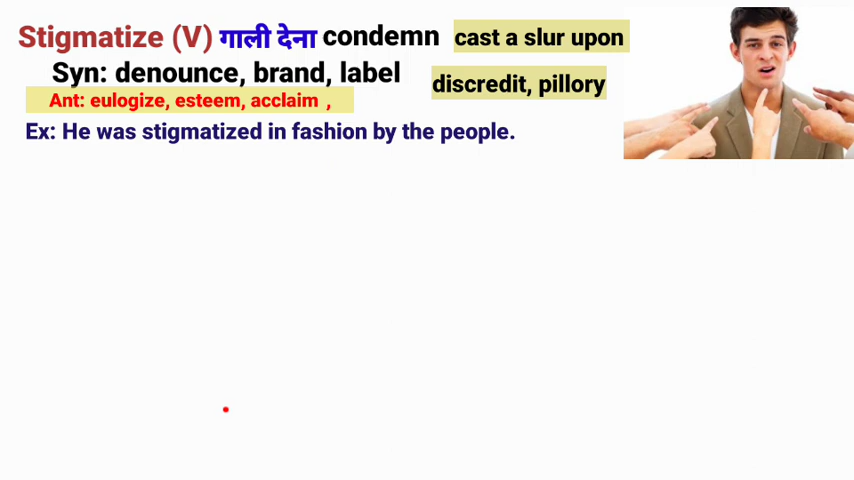 Stigmatize (V) गाली देना condemn cast a slur upon
Syn: denounce, brand, label discredit, pillory
Ant: eulogize, esteem, acclaim ,
Ex: He was stigmatized in fashion by the people.